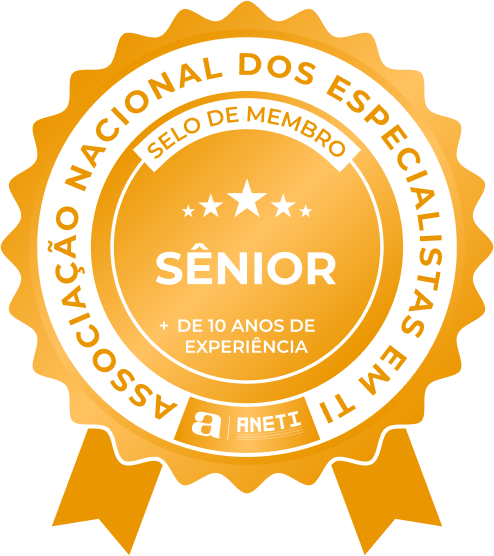 ASSOCIAÇÃO NACIONAL DOS ESPECIALISTAS EM TI
SELO DE MEMBRO
SÊNIOR
+ DE 10 ANOS DE
EXPERIÊNCIA
a | ANETI